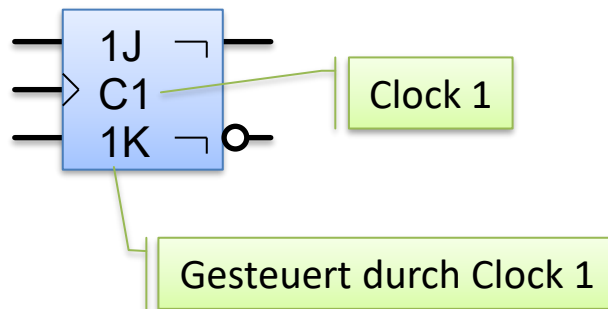 1J ¬
C1
Clock 1
1K ¬
Gesteuert durch Clock 1